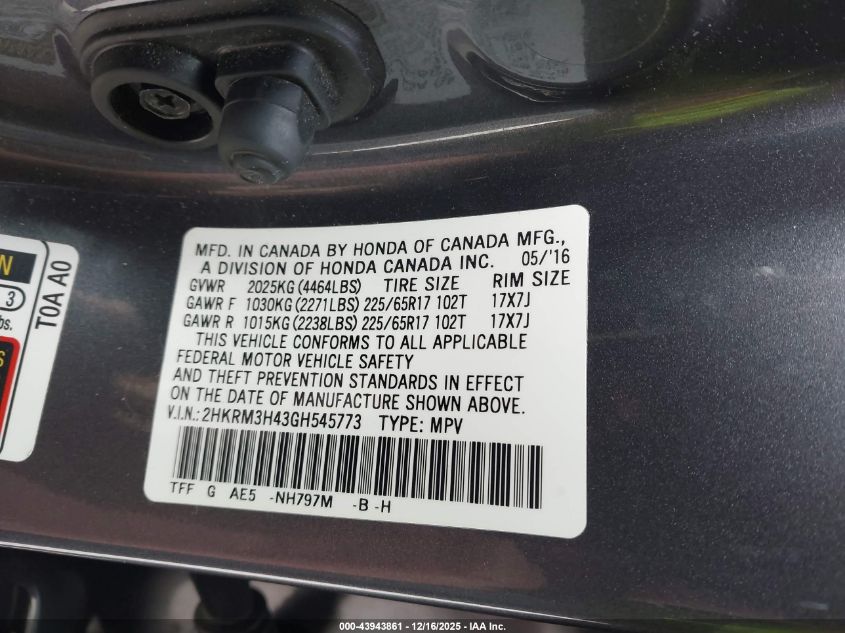 MFD. IN CANADA BY HONDA OF CANADA MFG.,
A DIVISION OF HONDA CANADA INC. 05/'16
GVWR 2025KG (4464LBS) TIRE SIZE RIM SIZE
GAWR F 1030KG (2271LBS) 225/65R17 102T 17X7J
GAWR R 1015KG (2238LBS) 225/65R17 102T 17X7J
THIS VEHICLE CONFORMS TO ALL APPLICABLE
FEDERAL MOTOR VEHICLE SAFETY
AND THEFT PREVENTION STANDARDS IN EFFECT
ON THE DATE OF MANUFACTURE SHOWN ABOVE.
V.I.N.: 2HKRM3H43GH545773 TYPE: MPV
TFF G AE5 -NH797M -B -H
N
3
bs.
S
T0A A0
000-43943861 - 12/16/2025 - IAA Inc.